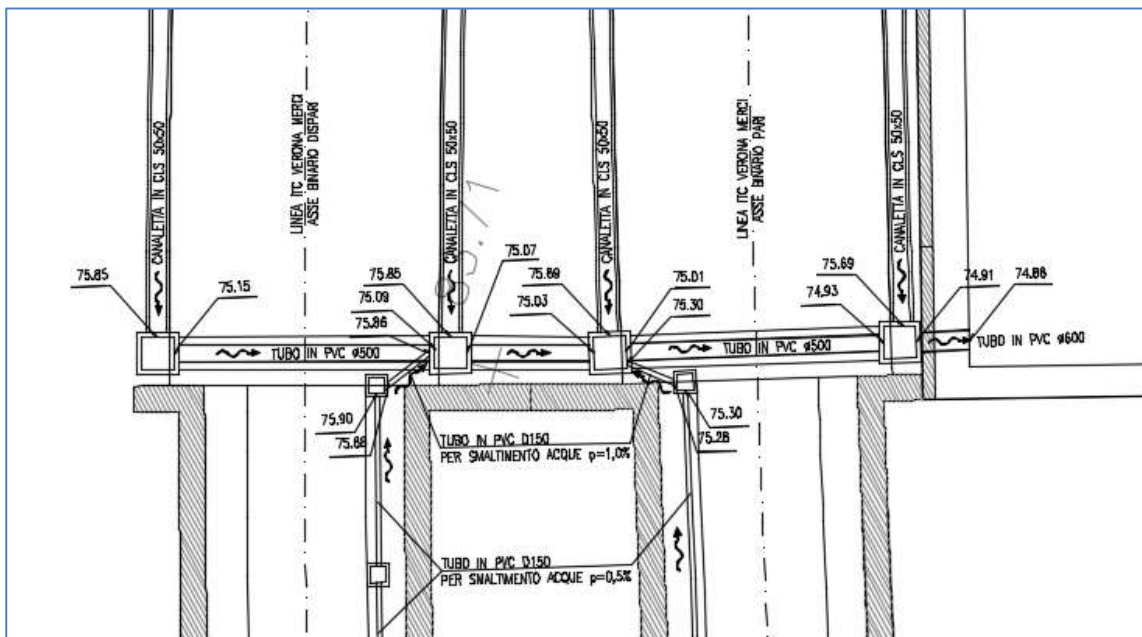 CANALETTA IN CLS 50x50
LINEA ITC VERONA MERCI
ASSE BINARIO DISPARI
CANALETTA IN CLS 50x50
CANALETTA IN CLS 50x50
LINEA ITC VERONA MERCI
ASSE BINARIO PARI
CANALETTA IN CLS 50x50
75.85
75.15
75.85
75.09
75.86
75.07
75.69
75.03
75.01
75.30
75.69
74.93
74.91
74.88
TUBO IN PVC ø500
TUBO IN PVC ø500
TUBO IN PVC ø600
75.90
75.88
TUBO IN PVC D150
PER SMALTIMENTO ACQUE p=1,0%
75.30
75.28
TUBO IN PVC D150
PER SMALTIMENTO ACQUE p=0,5%